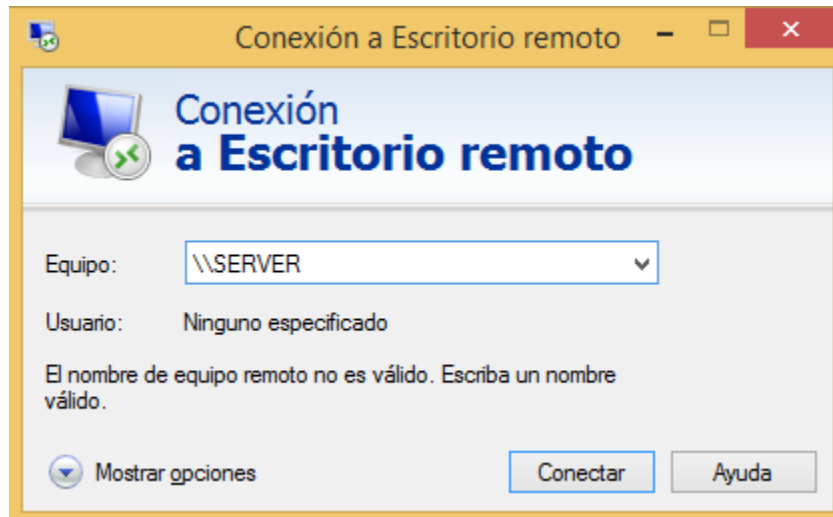 Conexión a Escritorio remoto
Conexión
a Escritorio remoto
Equipo: \\SERVER
Usuario: Ninguno especificado
El nombre de equipo remoto no es válido. Escriba un nombre
válido.
Mostrar opciones Conectar Ayuda